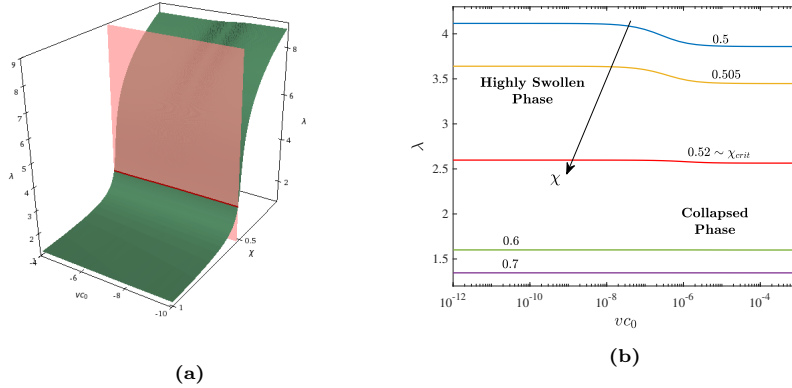 9
8
7
6
5
4
3
2
λ
-4
-6
-8
-10
vc₀
1
0.5
χ
8
6
4
2
λ
(a)
4
3.5
3
2.5
2
1.5
λ
0.5
0.505
Highly Swollen
Phase
0.52 ∼ χcrit
χ
Collapsed
Phase
0.6
0.7
10⁻¹² 10⁻¹⁰ 10⁻⁸ 10⁻⁶ 10⁻⁴
vc₀
(b)